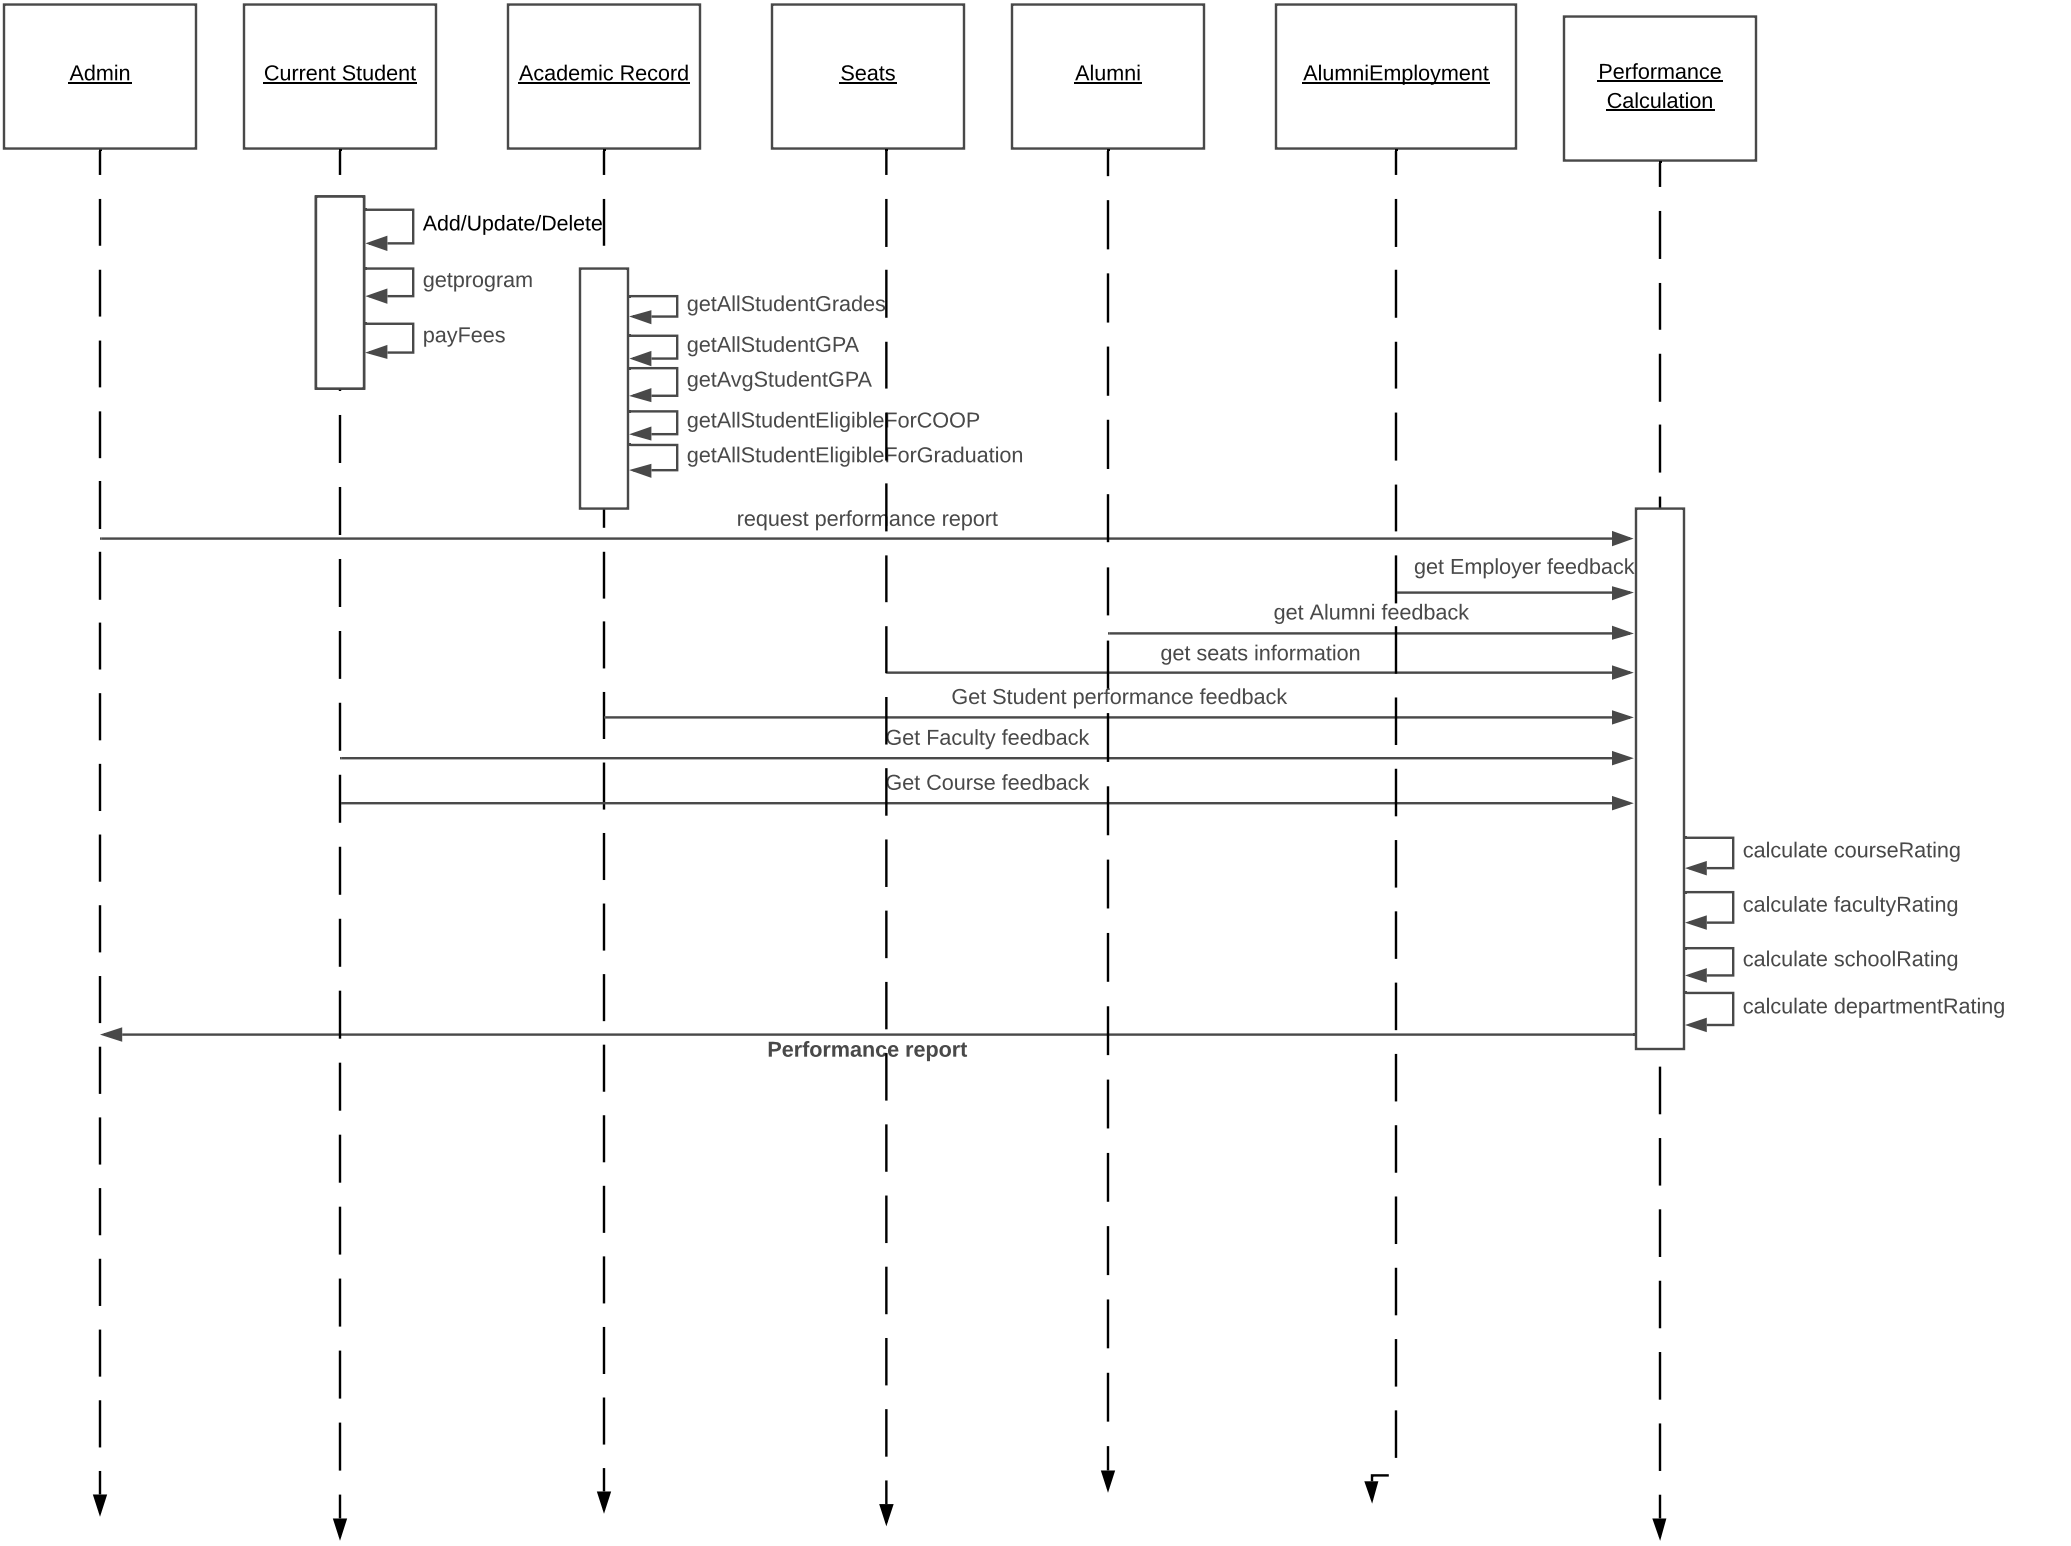 Admin
Current Student
Academic Record
Seats
Alumni
AlumniEmployment
Performance
Calculation
Add/Update/Delete
getprogram
payFees
getAllStudentGrades
getAllStudentGPA
getAvgStudentGPA
getAllStudentEligibleForCOOP
getAllStudentEligibleForGraduation
request performance report
get Employer feedback
get Alumni feedback
get seats information
Get Student performance feedback
Get Faculty feedback
Get Course feedback
calculate courseRating
calculate facultyRating
calculate schoolRating
calculate departmentRating
Performance report